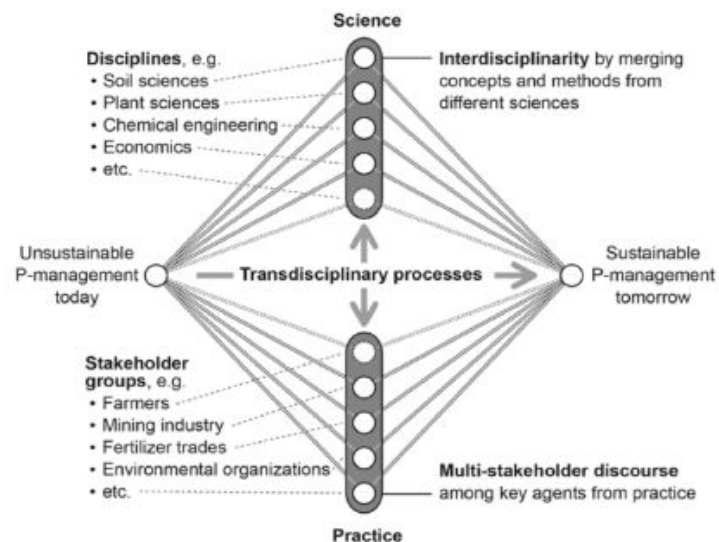 Science
Disciplines, e.g.
• Soil sciences
• Plant sciences
• Chemical engineering
• Economics
• etc.
Interdisciplinarity by merging
concepts and methods from
different sciences
Unsustainable
P-management
today
Transdisciplinary processes
Sustainable
P-management
tomorrow
Stakeholder
groups, e.g.
• Farmers
• Mining industry
• Fertilizer trades
• Environmental organizations
• etc.
Multi-stakeholder discourse
among key agents from practice
Practice